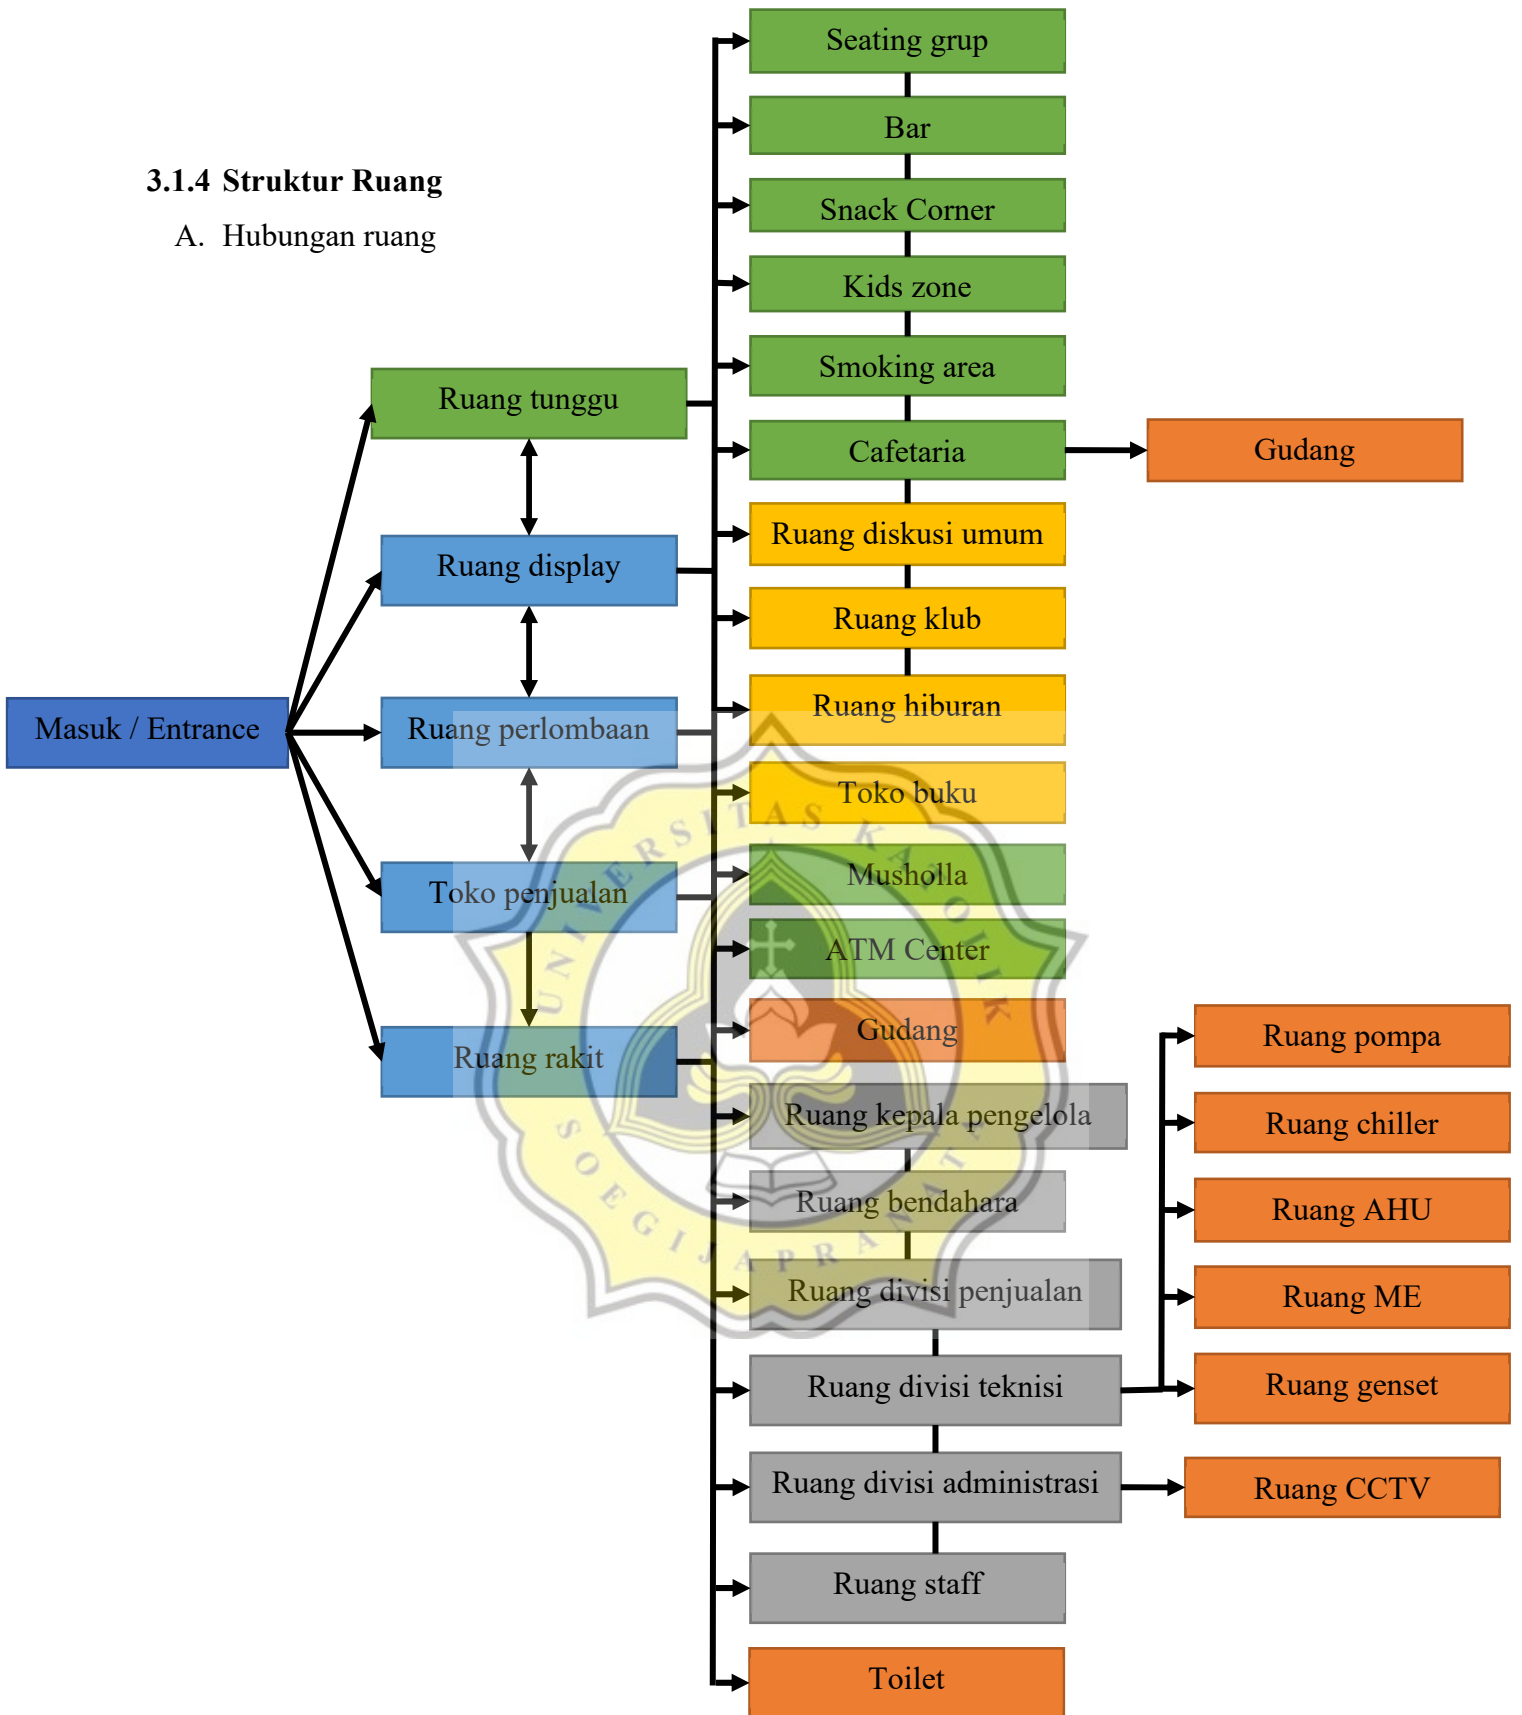 3.1.4 Struktur Ruang
A. Hubungan ruang
Masuk / Entrance
Ruang tunggu
Ruang display
Ruang perlombaan
Toko penjualan
Ruang rakit
Seating grup
Bar
Snack Corner
Kids zone
Smoking area
Cafetaria
Gudang
Ruang diskusi umum
Ruang klub
Ruang hiburan
Toko buku
Musholla
ATM Center
Gudang
Ruang kepala pengelola
Ruang bendahara
Ruang divisi penjualan
Ruang divisi teknisi
Ruang divisi administrasi
Ruang staff
Toilet
Ruang pompa
Ruang chiller
Ruang AHU
Ruang ME
Ruang genset
Ruang CCTV
UNIVERSITAS KATOLIK
SOEGIJAPRANATA